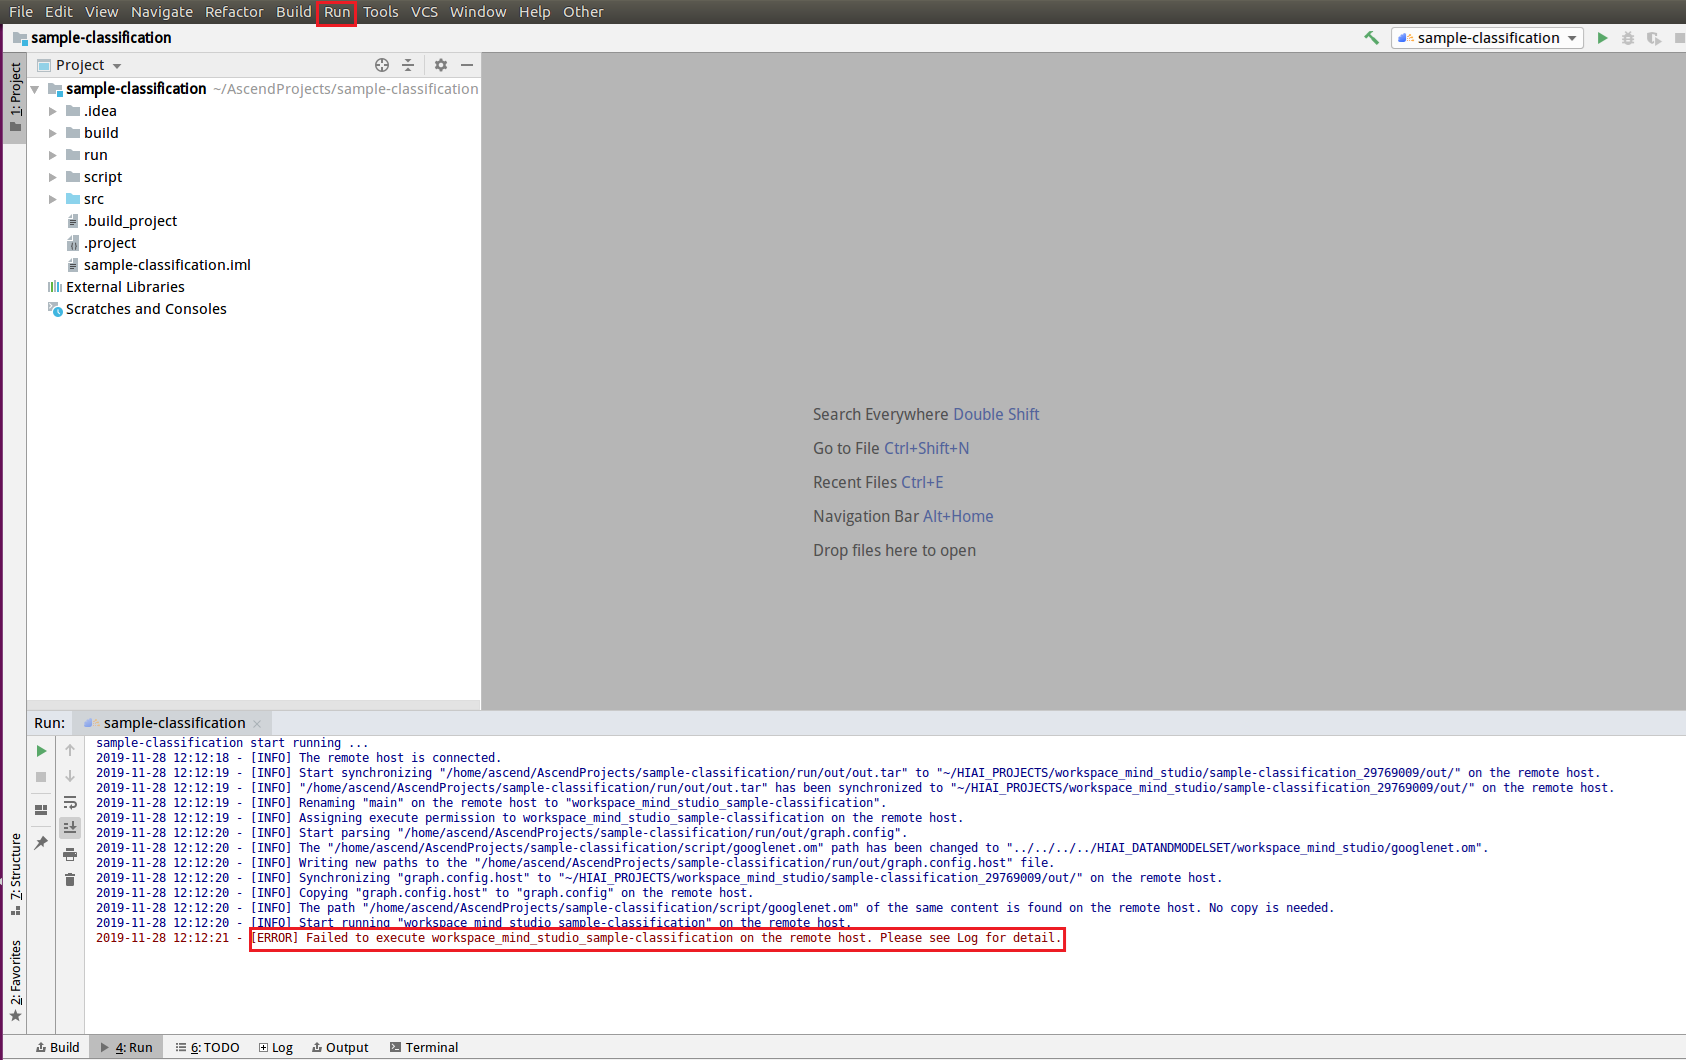 File Edit View Navigate Refactor Build Run Tools VCS Window Help Other
sample-classification
sample-classification
1: Project
Project
sample-classification ~/AscendProjects/sample-classification
.idea
build
run
script
src
.build_project
.project
sample-classification.iml
External Libraries
Scratches and Consoles
Search Everywhere Double Shift
Go to File Ctrl+Shift+N
Recent Files Ctrl+E
Navigation Bar Alt+Home
Drop files here to open
Run: sample-classification
sample-classification start running ...
2019-11-28 12:12:18 - [INFO] The remote host is connected.
2019-11-28 12:12:19 - [INFO] Start synchronizing "/home/ascend/AscendProjects/sample-classification/run/out/out.tar" to "~/HIAI_PROJECTS/workspace_mind_studio/sample-classification_29769009/out/" on the remote host.
2019-11-28 12:12:19 - [INFO] "/home/ascend/AscendProjects/sample-classification/run/out/out.tar" has been synchronized to "~/HIAI_PROJECTS/workspace_mind_studio/sample-classification_29769009/out/" on the remote host.
2019-11-28 12:12:19 - [INFO] Renaming "main" on the remote host to "workspace_mind_studio_sample-classification".
2019-11-28 12:12:19 - [INFO] Assigning execute permission to workspace_mind_studio_sample-classification on the remote host.
2019-11-28 12:12:20 - [INFO] Start parsing "/home/ascend/AscendProjects/sample-classification/run/out/graph.config".
2019-11-28 12:12:20 - [INFO] The "/home/ascend/AscendProjects/sample-classification/script/googlenet.om" path has been changed to "../../../../HIAI_DATANDMODELSET/workspace_mind_studio/googlenet.om".
2019-11-28 12:12:20 - [INFO] Writing new paths to the "/home/ascend/AscendProjects/sample-classification/run/out/graph.config.host" file.
2019-11-28 12:12:20 - [INFO] Synchronizing "graph.config.host" to "~/HIAI_PROJECTS/workspace_mind_studio/sample-classification_29769009/out/" on the remote host.
2019-11-28 12:12:20 - [INFO] Copying "graph.config.host" to "graph.config" on the remote host.
2019-11-28 12:12:20 - [INFO] The path "/home/ascend/AscendProjects/sample-classification/script/googlenet.om" of the same content is found on the remote host. No copy is needed.
2019-11-28 12:12:20 - [INFO] Start running "workspace_mind_studio_sample-classification" on the remote host.
2019-11-28 12:12:21 - [ERROR] Failed to execute workspace_mind_studio_sample-classification on the remote host. Please see Log for detail.
7: Structure
2: Favorites
Build 4: Run 6: TODO Log Output Terminal